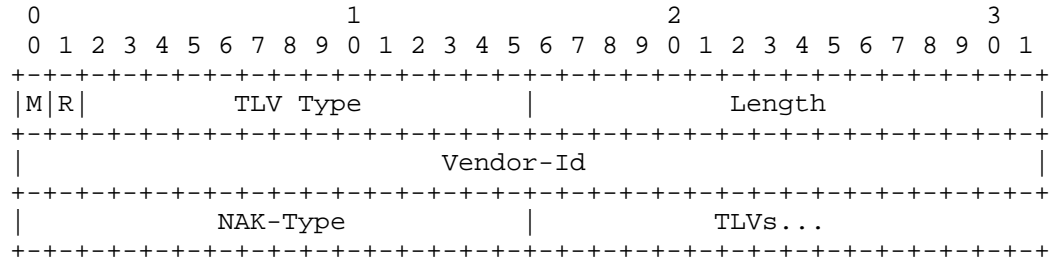 0                   1                   2                   3
 0 1 2 3 4 5 6 7 8 9 0 1 2 3 4 5 6 7 8 9 0 1 2 3 4 5 6 7 8 9 0 1
+-+-+-+-+-+-+-+-+-+-+-+-+-+-+-+-+-+-+-+-+-+-+-+-+-+-+-+-+-+-+-+-+
|M|R|         TLV Type          |            Length             |
+-+-+-+-+-+-+-+-+-+-+-+-+-+-+-+-+-+-+-+-+-+-+-+-+-+-+-+-+-+-+-+-+
|                          Vendor-Id                            |
+-+-+-+-+-+-+-+-+-+-+-+-+-+-+-+-+-+-+-+-+-+-+-+-+-+-+-+-+-+-+-+-+
|            NAK-Type           |           TLVs...
+-+-+-+-+-+-+-+-+-+-+-+-+-+-+-+-+-+-+-+-+-+-+-+-+-+-+-+-+-+-+-+-+